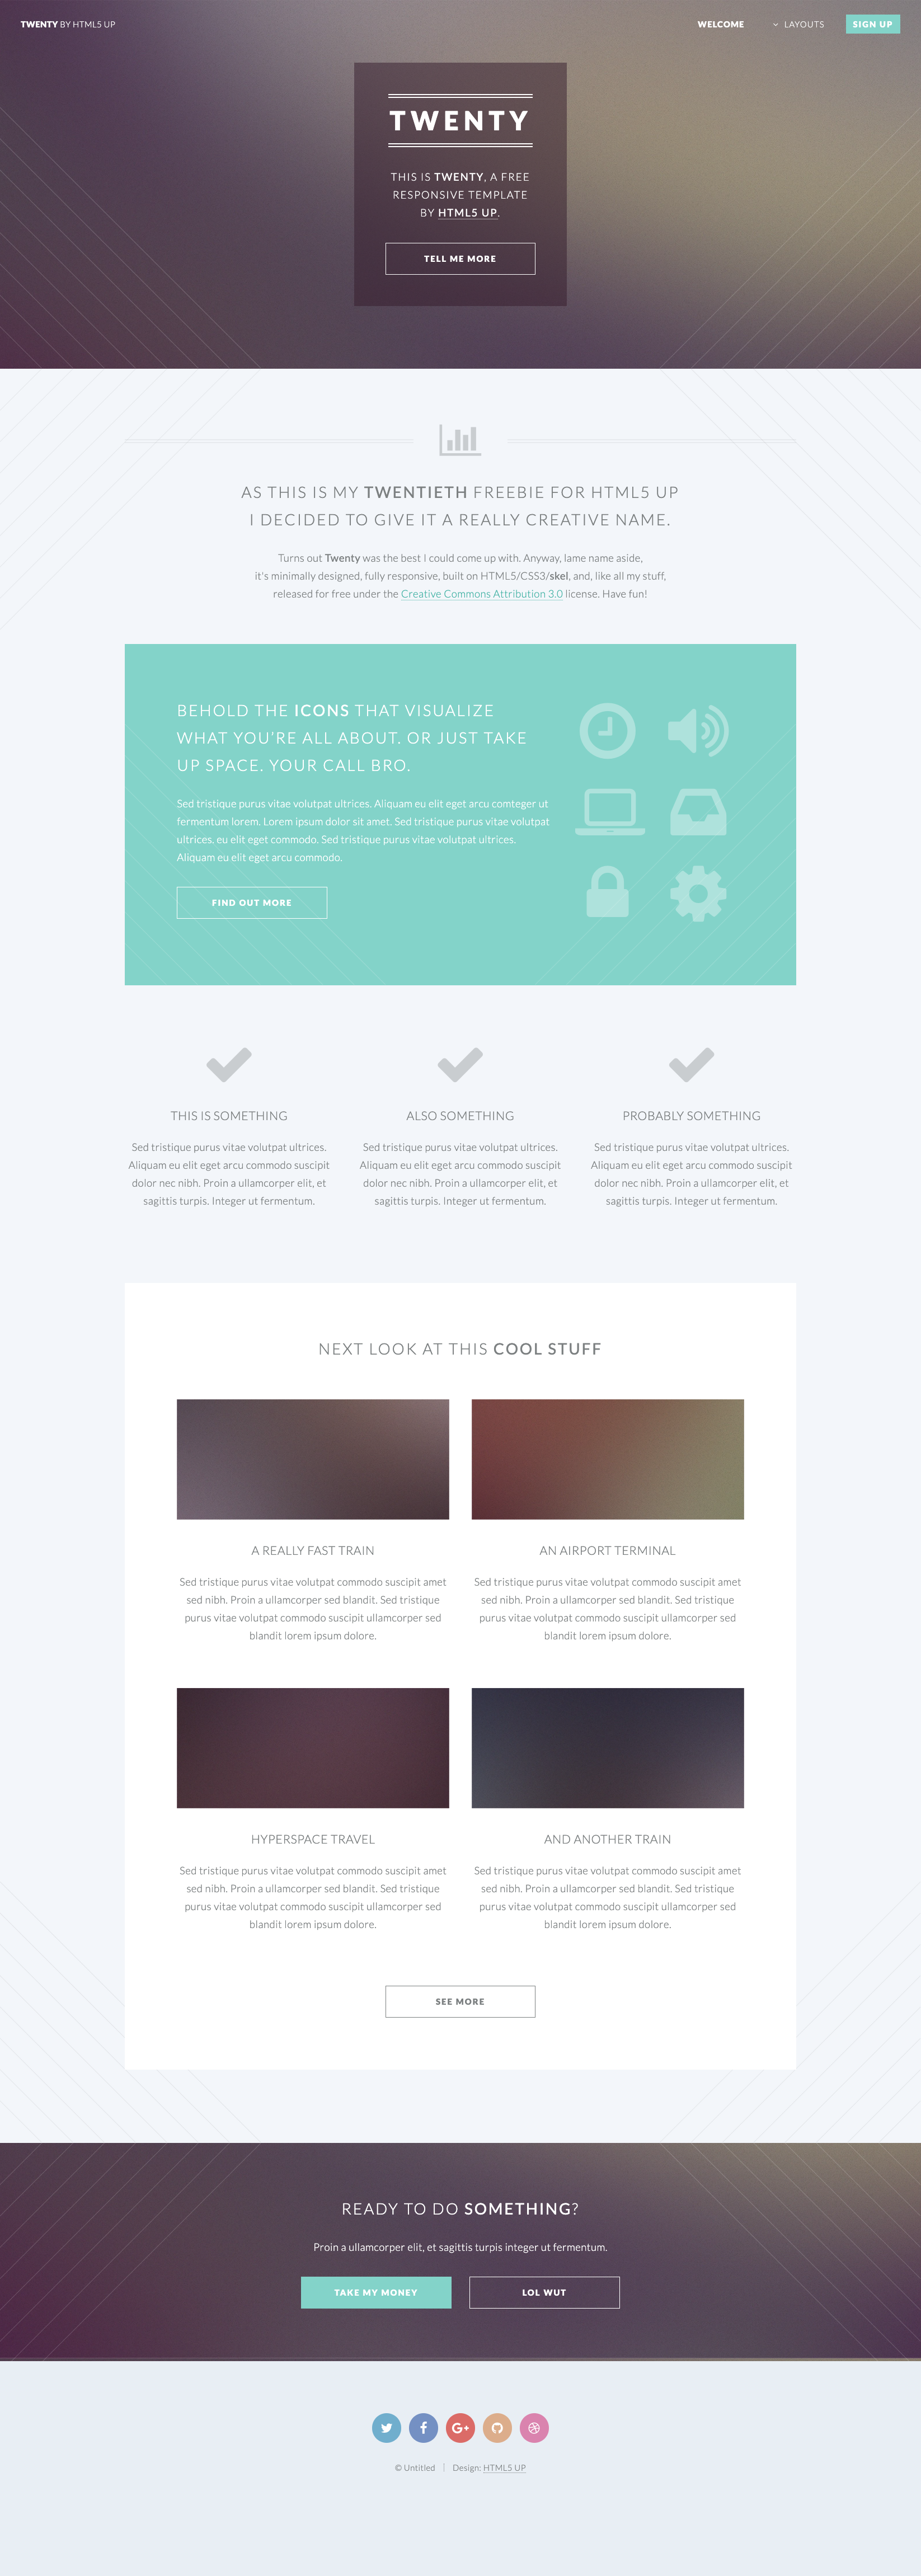 TWENTY BY HTML5 UP
WELCOME
LAYOUTS
SIGN UP
TWENTY
THIS IS TWENTY, A FREE
RESPONSIVE TEMPLATE
BY HTML5 UP.
TELL ME MORE
AS THIS IS MY TWENTIETH FREEBIE FOR HTML5 UP
I DECIDED TO GIVE IT A REALLY CREATIVE NAME.
Turns out Twenty was the best I could come up with. Anyway, lame name aside,
it's minimally designed, fully responsive, built on HTML5/CSS3/skel, and, like all my stuff,
released for free under the Creative Commons Attribution 3.0 license. Have fun!
BEHOLD THE ICONS THAT VISUALIZE
WHAT YOU’RE ALL ABOUT. OR JUST TAKE
UP SPACE. YOUR CALL BRO.
Sed tristique purus vitae volutpat ultrices. Aliquam eu elit eget arcu comteger ut
fermentum lorem. Lorem ipsum dolor sit amet. Sed tristique purus vitae volutpat
ultrices. eu elit eget commodo. Sed tristique purus vitae volutpat ultrices.
Aliquam eu elit eget arcu commodo.
FIND OUT MORE
THIS IS SOMETHING
Sed tristique purus vitae volutpat ultrices.
Aliquam eu elit eget arcu commodo suscipit
dolor nec nibh. Proin a ullamcorper elit, et
sagittis turpis. Integer ut fermentum.
ALSO SOMETHING
Sed tristique purus vitae volutpat ultrices.
Aliquam eu elit eget arcu commodo suscipit
dolor nec nibh. Proin a ullamcorper elit, et
sagittis turpis. Integer ut fermentum.
PROBABLY SOMETHING
Sed tristique purus vitae volutpat ultrices.
Aliquam eu elit eget arcu commodo suscipit
dolor nec nibh. Proin a ullamcorper elit, et
sagittis turpis. Integer ut fermentum.
NEXT LOOK AT THIS COOL STUFF
A REALLY FAST TRAIN
Sed tristique purus vitae volutpat commodo suscipit amet
sed nibh. Proin a ullamcorper sed blandit. Sed tristique
purus vitae volutpat commodo suscipit ullamcorper sed
blandit lorem ipsum dolore.
AN AIRPORT TERMINAL
Sed tristique purus vitae volutpat commodo suscipit amet
sed nibh. Proin a ullamcorper sed blandit. Sed tristique
purus vitae volutpat commodo suscipit ullamcorper sed
blandit lorem ipsum dolore.
HYPERSPACE TRAVEL
Sed tristique purus vitae volutpat commodo suscipit amet
sed nibh. Proin a ullamcorper sed blandit. Sed tristique
purus vitae volutpat commodo suscipit ullamcorper sed
blandit lorem ipsum dolore.
AND ANOTHER TRAIN
Sed tristique purus vitae volutpat commodo suscipit amet
sed nibh. Proin a ullamcorper sed blandit. Sed tristique
purus vitae volutpat commodo suscipit ullamcorper sed
blandit lorem ipsum dolore.
SEE MORE
READY TO DO SOMETHING?
Proin a ullamcorper elit, et sagittis turpis integer ut fermentum.
TAKE MY MONEY
LOL WUT
© Untitled | Design: HTML5 UP